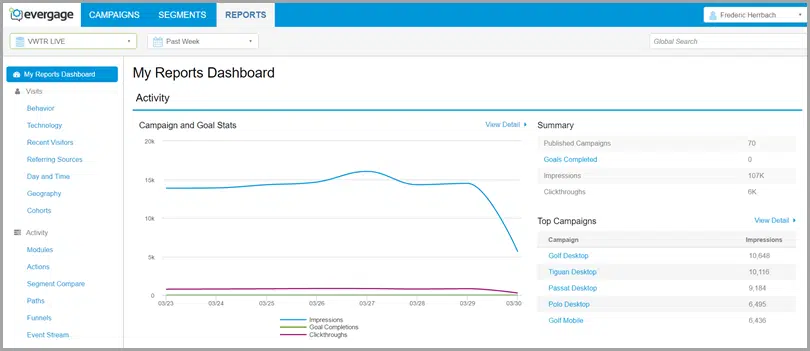 evergage
CAMPAIGNS
SEGMENTS
REPORTS
Frederic Herrbach
VWTR LIVE
Past Week
Global Search
My Reports Dashboard
Visits
Behavior
Technology
Recent Visitors
Referring Sources
Day and Time
Geography
Cohorts
Activity
Modules
Actions
Segment Compare
Paths
Funnels
Event Stream
My Reports Dashboard
Activity
Campaign and Goal Stats
View Detail
20k
15k
10k
5k
0
03/23 03/24 03/25 03/26 03/27 03/28 03/29 03/30
Impressions
Goal Completions
Clickthroughs
Summary
Published Campaigns 70
Goals Completed 0
Impressions 107K
Clickthroughs 6K
Top Campaigns View Detail
Campaign Impressions
Golf Desktop 10,648
Tiguan Desktop 10,116
Passat Desktop 9,184
Polo Desktop 6,495
Golf Mobile 6,436